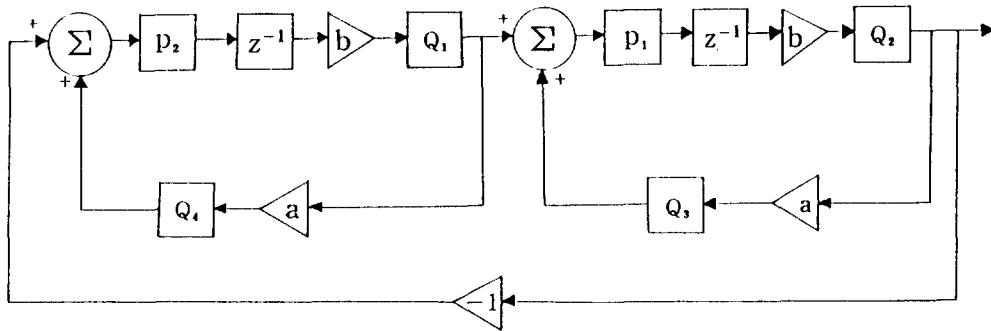 + Σ p₂ z⁻¹ b Q₁ + Σ p₁ z⁻¹ b Q₂
+ +
Q₄ a Q₃ a
−1